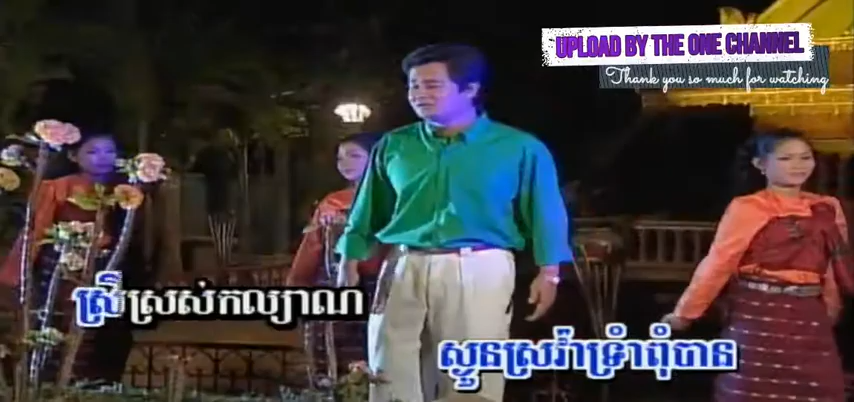 UPLOAD BY THE ONE CHANNEL
Thank you so much for watching
ស្រីស្រស់កល្យាណ
ស្ងួនស្រវ៉ាទ្រាំពុំបាន